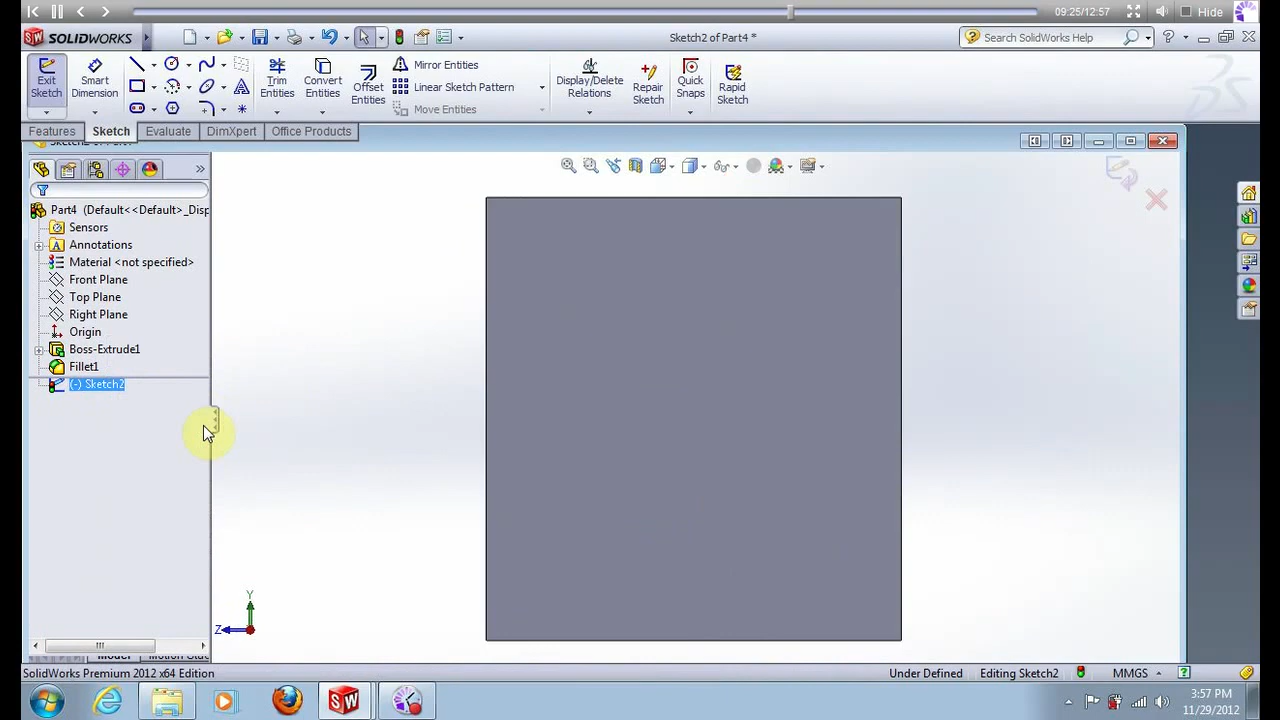 09:25/12:57
Hide
SOLIDWORKS
Sketch2 of Part4 *
Search SolidWorks Help
Exit Sketch
Smart Dimension
Trim Entities
Convert Entities
Offset Entities
Mirror Entities
Linear Sketch Pattern
Move Entities
Display/Delete Relations
Repair Sketch
Quick Snaps
Rapid Sketch
Features
Sketch
Evaluate
DimXpert
Office Products
Part4 (Default<<Default>_Disp
Sensors
Annotations
Material <not specified>
Front Plane
Top Plane
Right Plane
Origin
Boss-Extrude1
Fillet1
(-) Sketch2
Y
Z
SolidWorks Premium 2012 x64 Edition
Under Defined
Editing Sketch2
MMGS
3:57 PM
11/29/2012